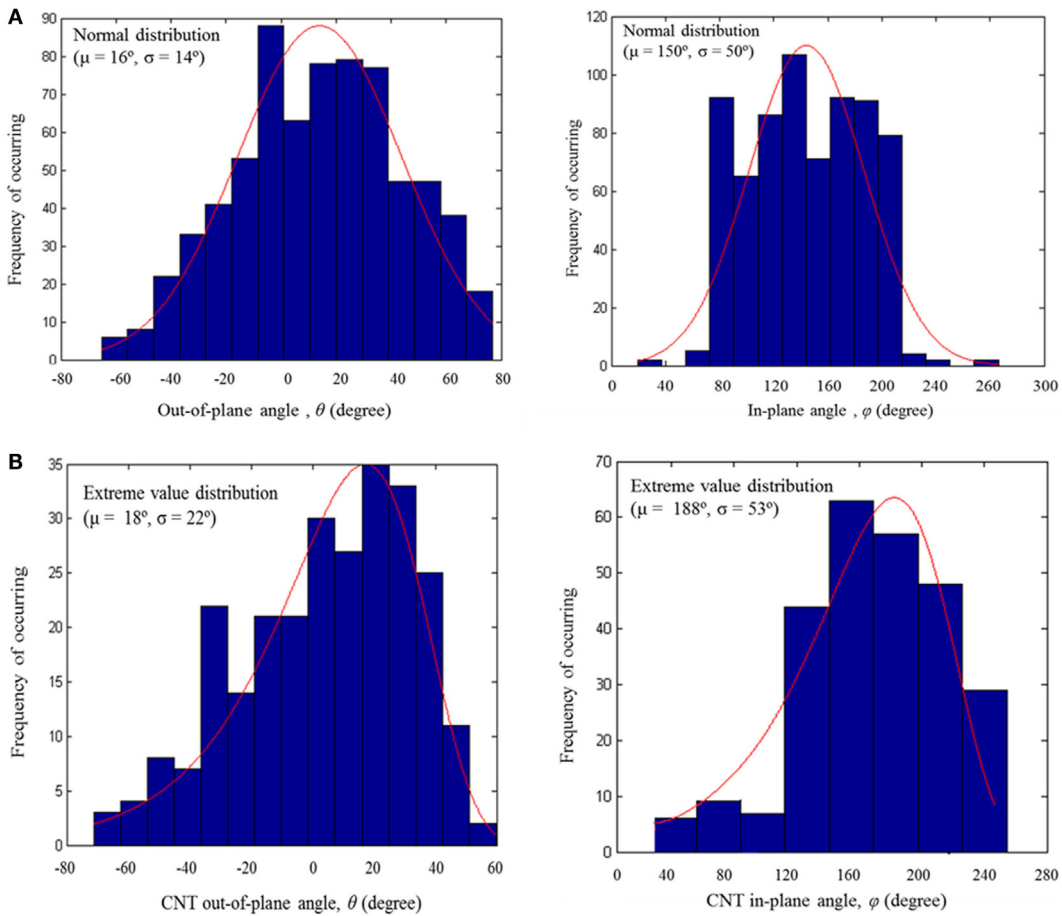 A
Normal distribution
(μ = 16º, σ = 14º)
Frequency of occurring
90
80
70
60
50
40
30
20
10
0
-80 -60 -40 -20 0 20 40 60 80
Out-of-plane angle , θ (degree)
Normal distribution
(μ = 150º, σ = 50º)
Frequency of occurring
120
100
80
60
40
20
0
0 40 80 120 160 200 240 300
In-plane angle , φ (degree)
B
Extreme value distribution
(μ = 18º, σ = 22º)
Frequency of occurring
35
30
25
20
15
10
5
0
-80 -60 -40 -20 0 20 40 60
CNT out-of-plane angle, θ (degree)
Extreme value distribution
(μ = 188º, σ = 53º)
Frequency of occurring
70
60
50
40
30
20
10
0
0 40 80 120 160 200 240 280
CNT in-plane angle, φ (degree)